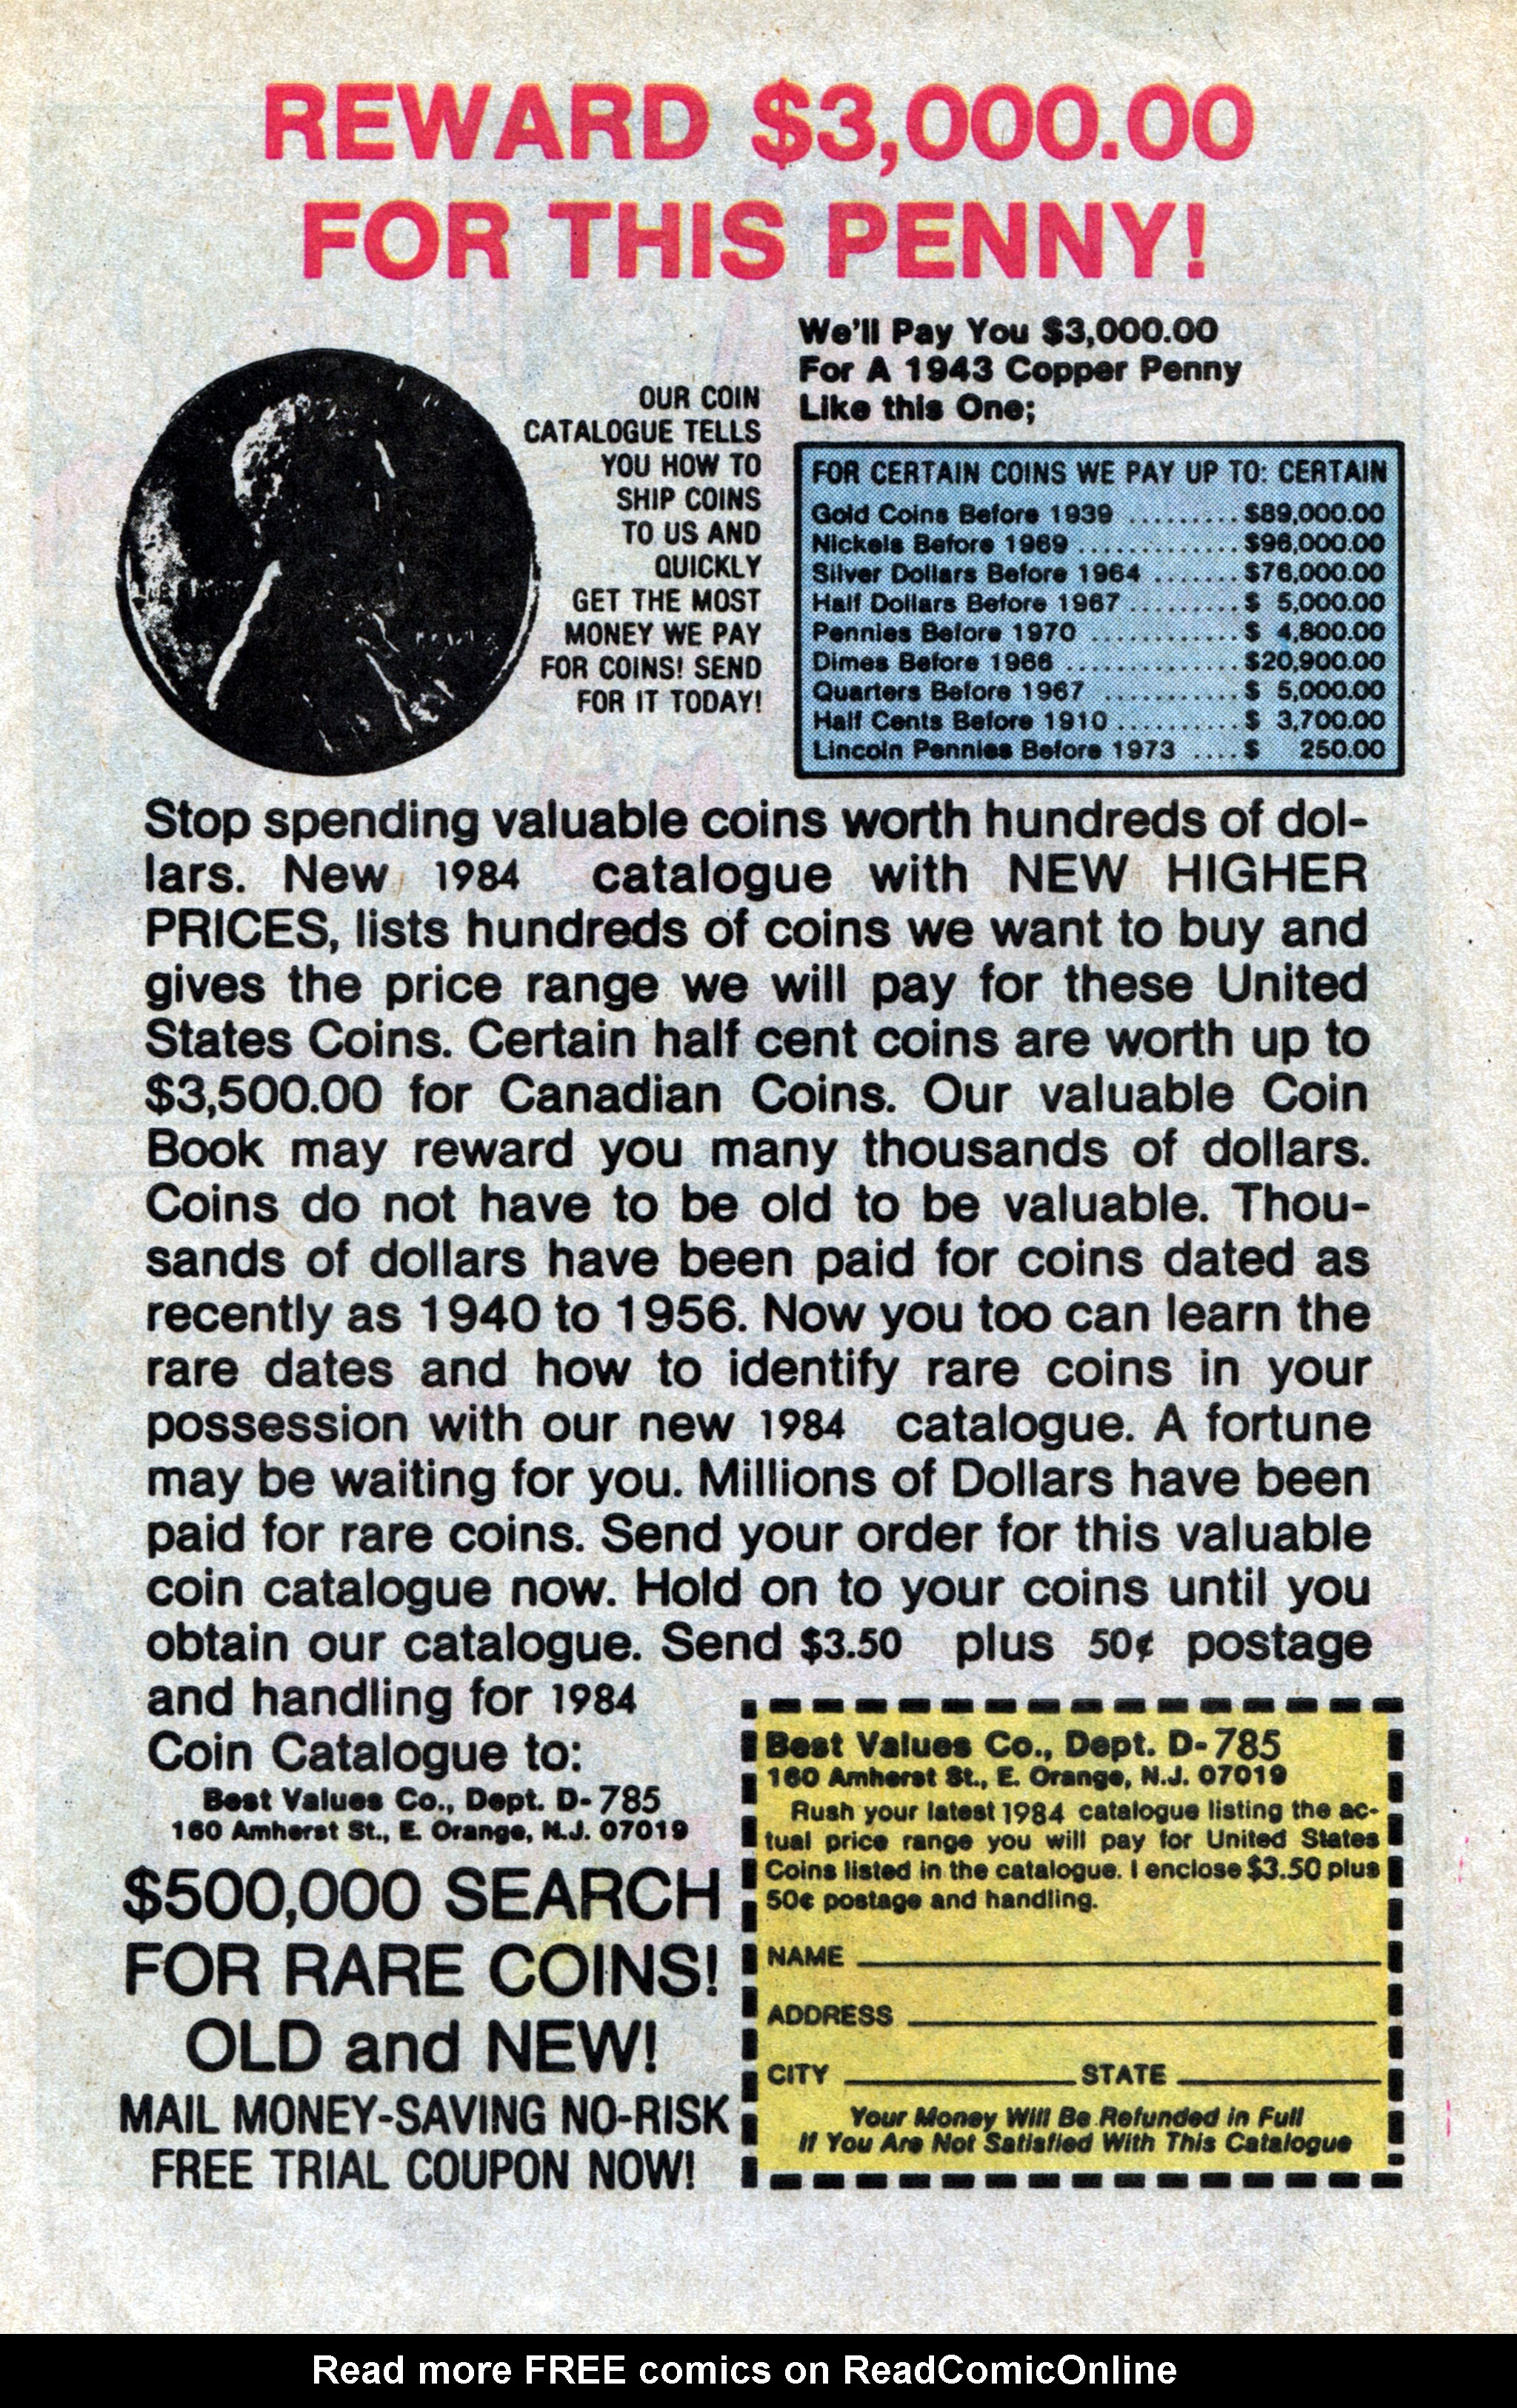 REWARD $3,000.00
FOR THIS PENNY!
OUR COIN
CATALOGUE TELLS
YOU HOW TO
SHIP COINS
TO US AND
QUICKLY
GET THE MOST
MONEY WE PAY
FOR COINS! SEND
FOR IT TODAY!
We'll Pay You $3,000.00
For A 1943 Copper Penny
Like this One;
FOR CERTAIN COINS WE PAY UP TO: CERTAIN
Gold Coins Before 1939 ......... $89,000.00
Nickels Before 1969 ............. $96,000.00
Silver Dollars Before 1964 ....... $76,000.00
Half Dollars Before 1967 ......... $ 5,000.00
Pennies Before 1970 ............ $ 4,800.00
Dimes Before 1966 .............. $20,900.00
Quarters Before 1967 ........... $ 5,000.00
Half Cents Before 1910 .......... $ 3,700.00
Lincoln Pennies Before 1973 .... $ 250.00
Stop spending valuable coins worth hundreds of dol-
lars. New 1984 catalogue with NEW HIGHER
PRICES, lists hundreds of coins we want to buy and
gives the price range we will pay for these United
States Coins. Certain half cent coins are worth up to
$3,500.00 for Canadian Coins. Our valuable Coin
Book may reward you many thousands of dollars.
Coins do not have to be old to be valuable. Thou-
sands of dollars have been paid for coins dated as
recently as 1940 to 1956. Now you too can learn the
rare dates and how to identify rare coins in your
possession with our new 1984 catalogue. A fortune
may be waiting for you. Millions of Dollars have been
paid for rare coins. Send your order for this valuable
coin catalogue now. Hold on to your coins until you
obtain our catalogue. Send $3.50 plus 50¢ postage
and handling for 1984
Coin Catalogue to:
Best Values Co., Dept. D-785
160 Amherst St., E. Orange, N.J. 07019
$500,000 SEARCH
FOR RARE COINS!
OLD and NEW!
MAIL MONEY-SAVING NO-RISK
FREE TRIAL COUPON NOW!
Best Values Co., Dept. D-785
160 Amherst St., E. Orange, N.J. 07019
Rush your latest 1984 catalogue listing the ac-
tual price range you will pay for United States
Coins listed in the catalogue. I enclose $3.50 plus
50¢ postage and handling.
NAME
ADDRESS
CITY STATE
Your Money Will Be Refunded in Full
If You Are Not Satisfied With This Catalogue
Read more FREE comics on ReadComicOnline